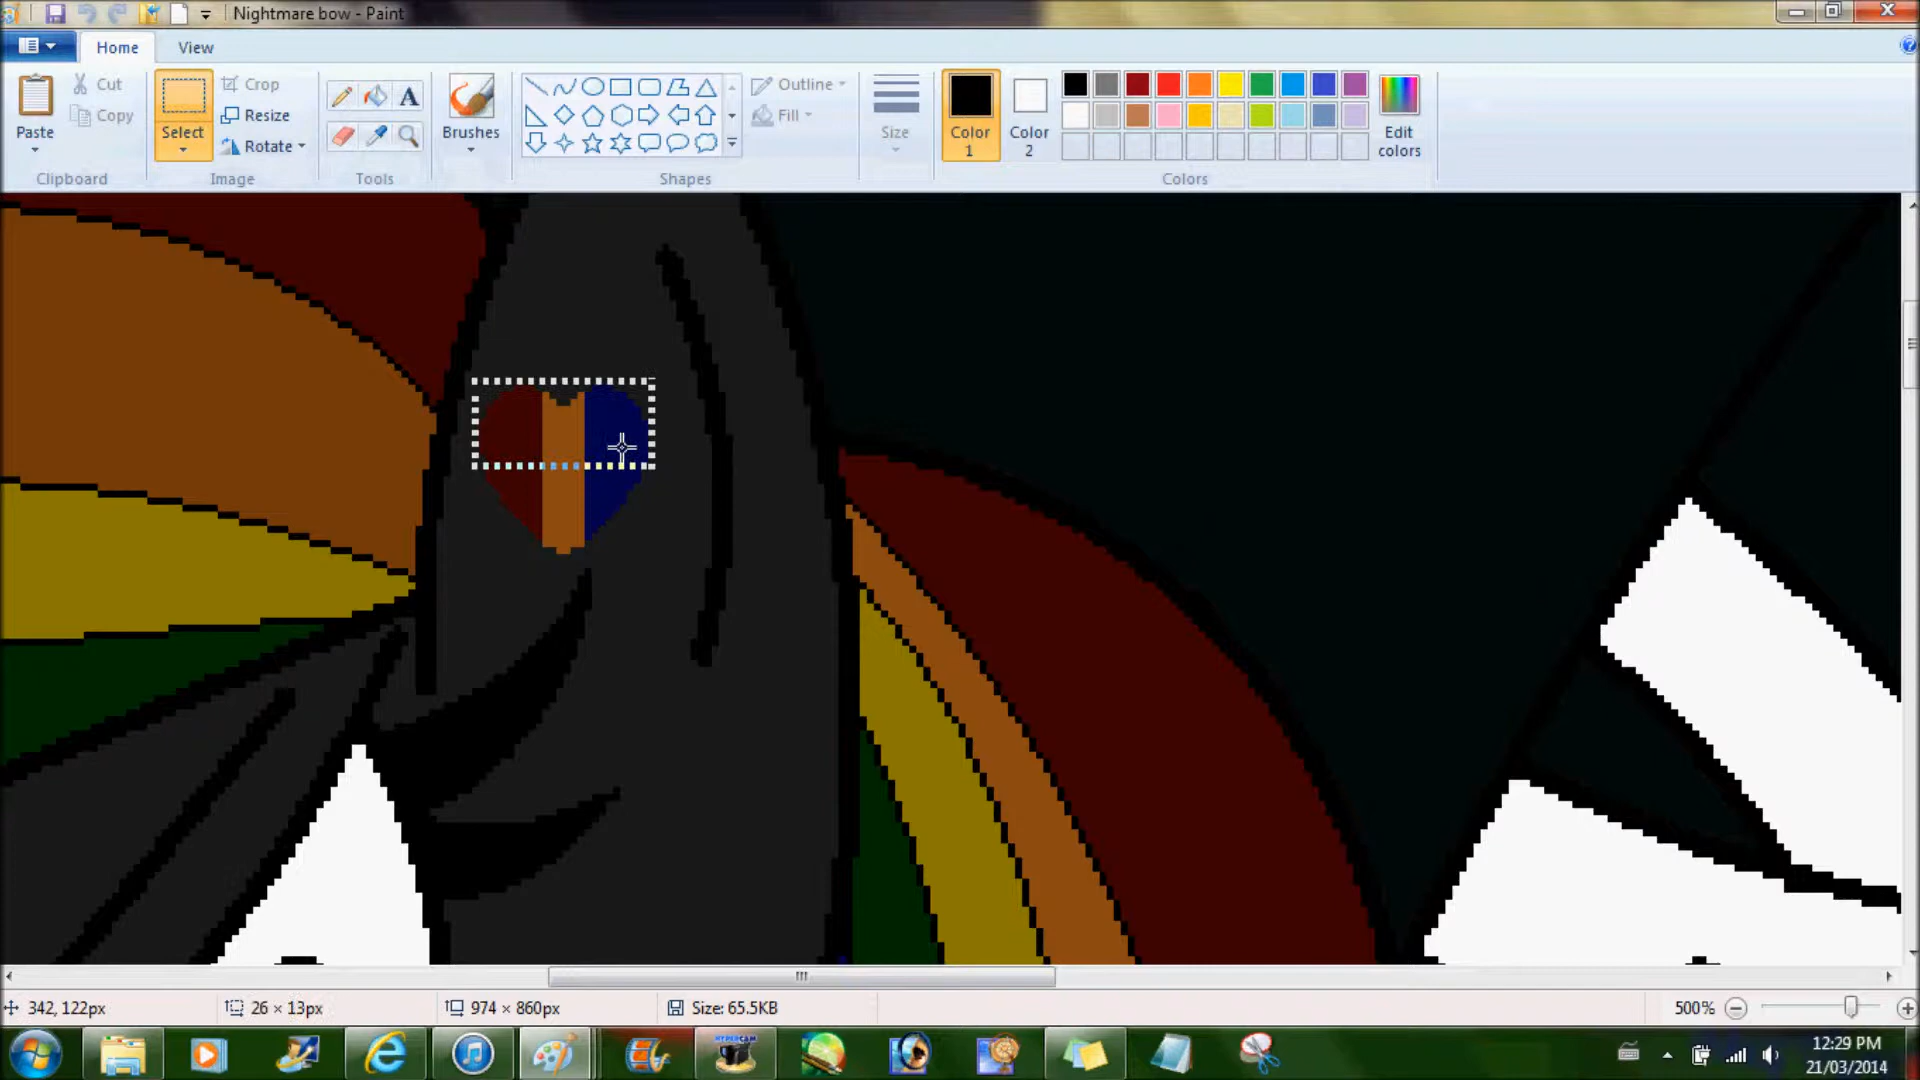 Nightmare bow - Paint
Home View
Paste
Cut
Copy
Clipboard
Select
Crop
Resize
Rotate
Image
A
Tools
Brushes
Shapes
Outline
Fill
Size
Color 1
Color 2
Edit colors
Colors
342, 122px
26 × 13px
974 × 860px
Size: 65.5KB
500%
HYPERCAM
12:29 PM
21/03/2014